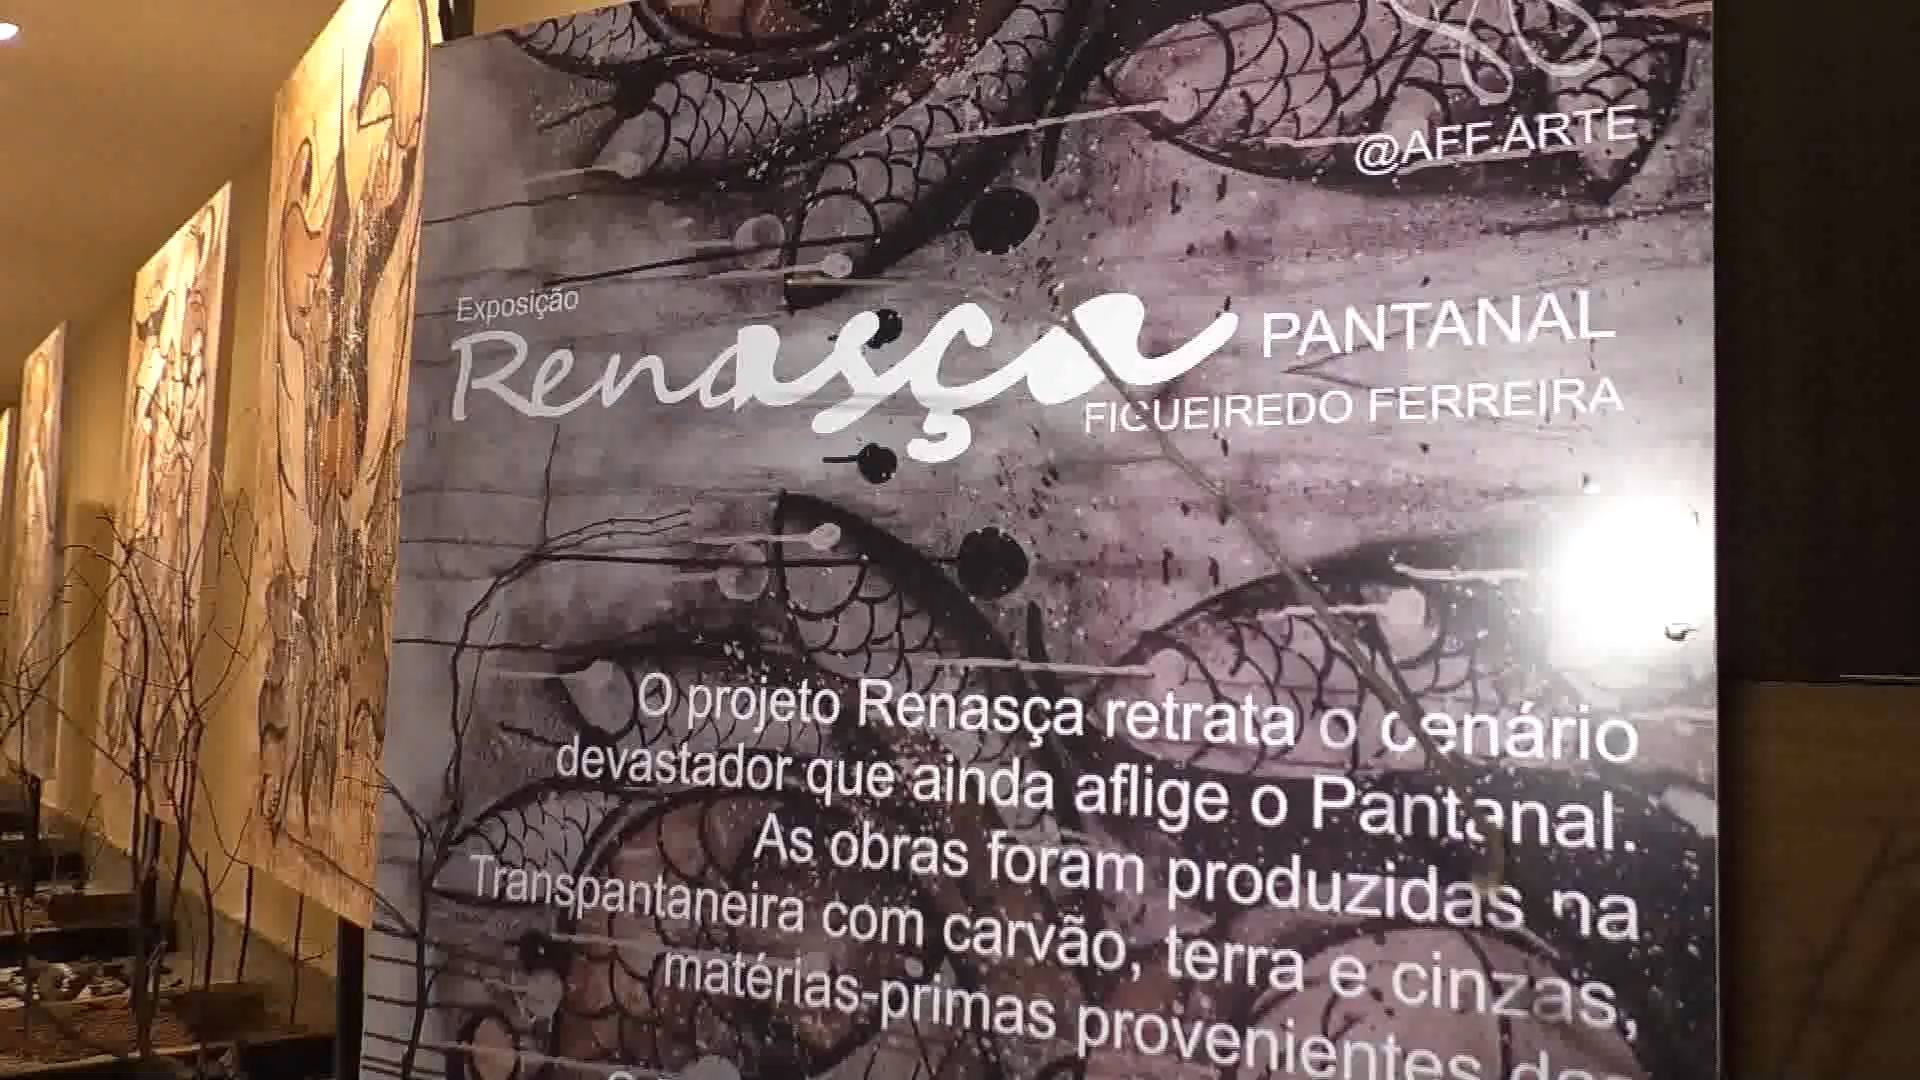 @AFF.ARTE
Exposição
Renasça PANTANAL
FIGUEIREDO FERREIRA
O projeto Renasça retrata o cenário
devastador que ainda aflige o Pantanal.
As obras foram produzidas na
Transpantaneira com carvão, terra e cinzas,
matérias-primas provenientes